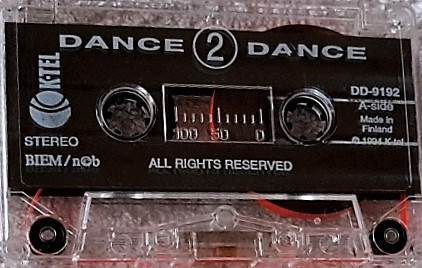 DANCE 2 DANCE
K-TEL
DD-9192
A-side
Made in
Finland
© 1994 K-tel
100 50 0
STEREO
BIEM/n©b
ALL RIGHTS RESERVED